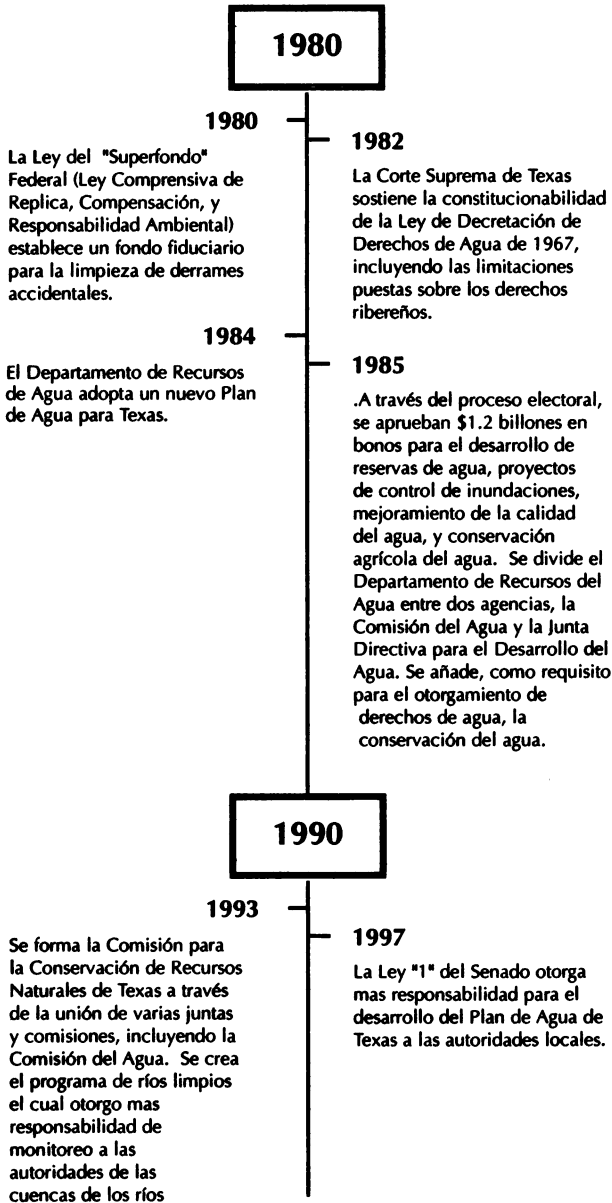 1980
1980
La Ley del "Superfondo"
Federal (Ley Comprensiva de
Replica, Compensación, y
Responsabilidad Ambiental)
establece un fondo fiduciario
para la limpieza de derrames
accidentales.
1982
La Corte Suprema de Texas
sostiene la constitucionabilidad
de la Ley de Decretación de
Derechos de Agua de 1967,
incluyendo las limitaciones
puestas sobre los derechos
ribereños.
1984
El Departamento de Recursos
de Agua adopta un nuevo Plan
de Agua para Texas.
1985
.A través del proceso electoral,
se aprueban $1.2 billones en
bonos para el desarrollo de
reservas de agua, proyectos
de control de inundaciones,
mejoramiento de la calidad
del agua, y conservación
agrícola del agua. Se divide el
Departamento de Recursos del
Agua entre dos agencias, la
Comisión del Agua y la Junta
Directiva para el Desarrollo del
Agua. Se añade, como requisito
para el otorgamiento de
derechos de agua, la
conservación del agua.
1990
1993
Se forma la Comisión para
la Conservación de Recursos
Naturales de Texas a través
de la unión de varias juntas
y comisiones, incluyendo la
Comisión del Agua. Se crea
el programa de ríos limpios
el cual otorgo mas
responsabilidad de
monitoreo a las
autoridades de las
cuencas de los ríos
1997
La Ley "1" del Senado otorga
mas responsabilidad para el
desarrollo del Plan de Agua de
Texas a las autoridades locales.